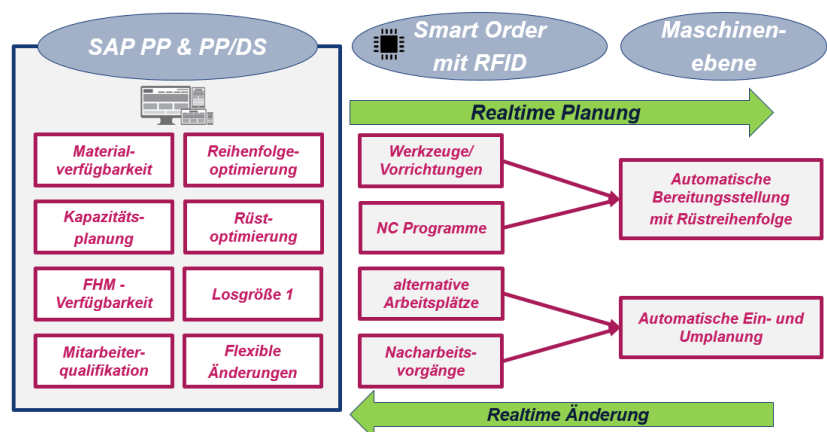 SAP PP & PP/DS
Smart Order
mit RFID
Maschinen-
ebene
Realtime Planung
Material-
verfügbarkeit
Reihenfolge-
optimierung
Kapazitäts-
planung
Rüst-
optimierung
FHM -
Verfügbarkeit
Losgröße 1
Mitarbeiter-
qualifikation
Flexible
Änderungen
Werkzeuge/
Vorrichtungen
NC Programme
alternative
Arbeitsplätze
Nacharbeits-
vorgänge
Automatische
Bereitungsstellung
mit Rüstreihenfolge
Automatische Ein- und
Umplanung
Realtime Änderung